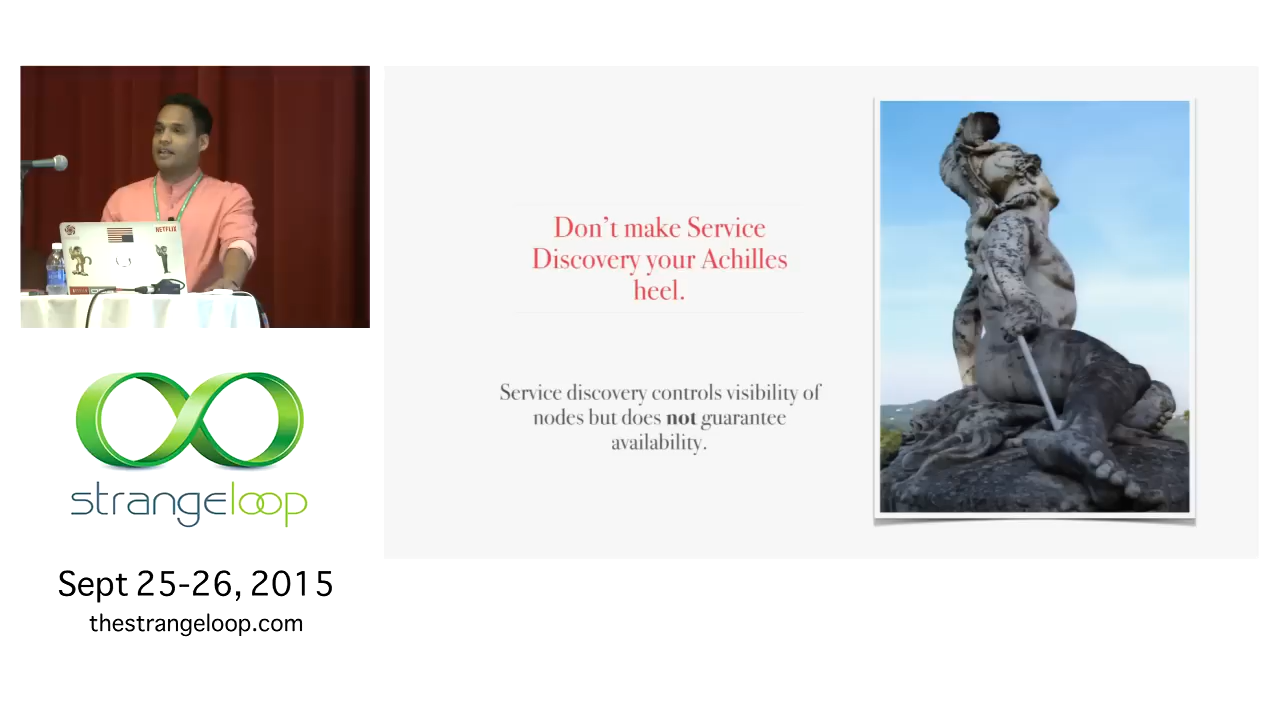 NETFLIX
Don't make Service
Discovery your Achilles
heel.
Service discovery controls visibility of
nodes but does not guarantee
availability.
strangeloop
Sept 25-26, 2015
thestrangeloop.com